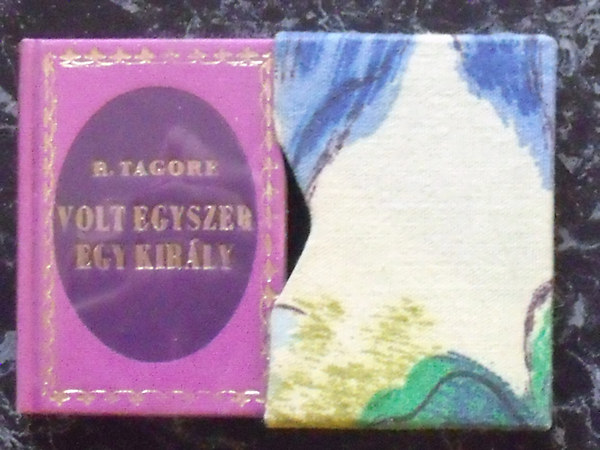 R. TAGORE
VOLT EGYSZER
EGY KIRÁLY